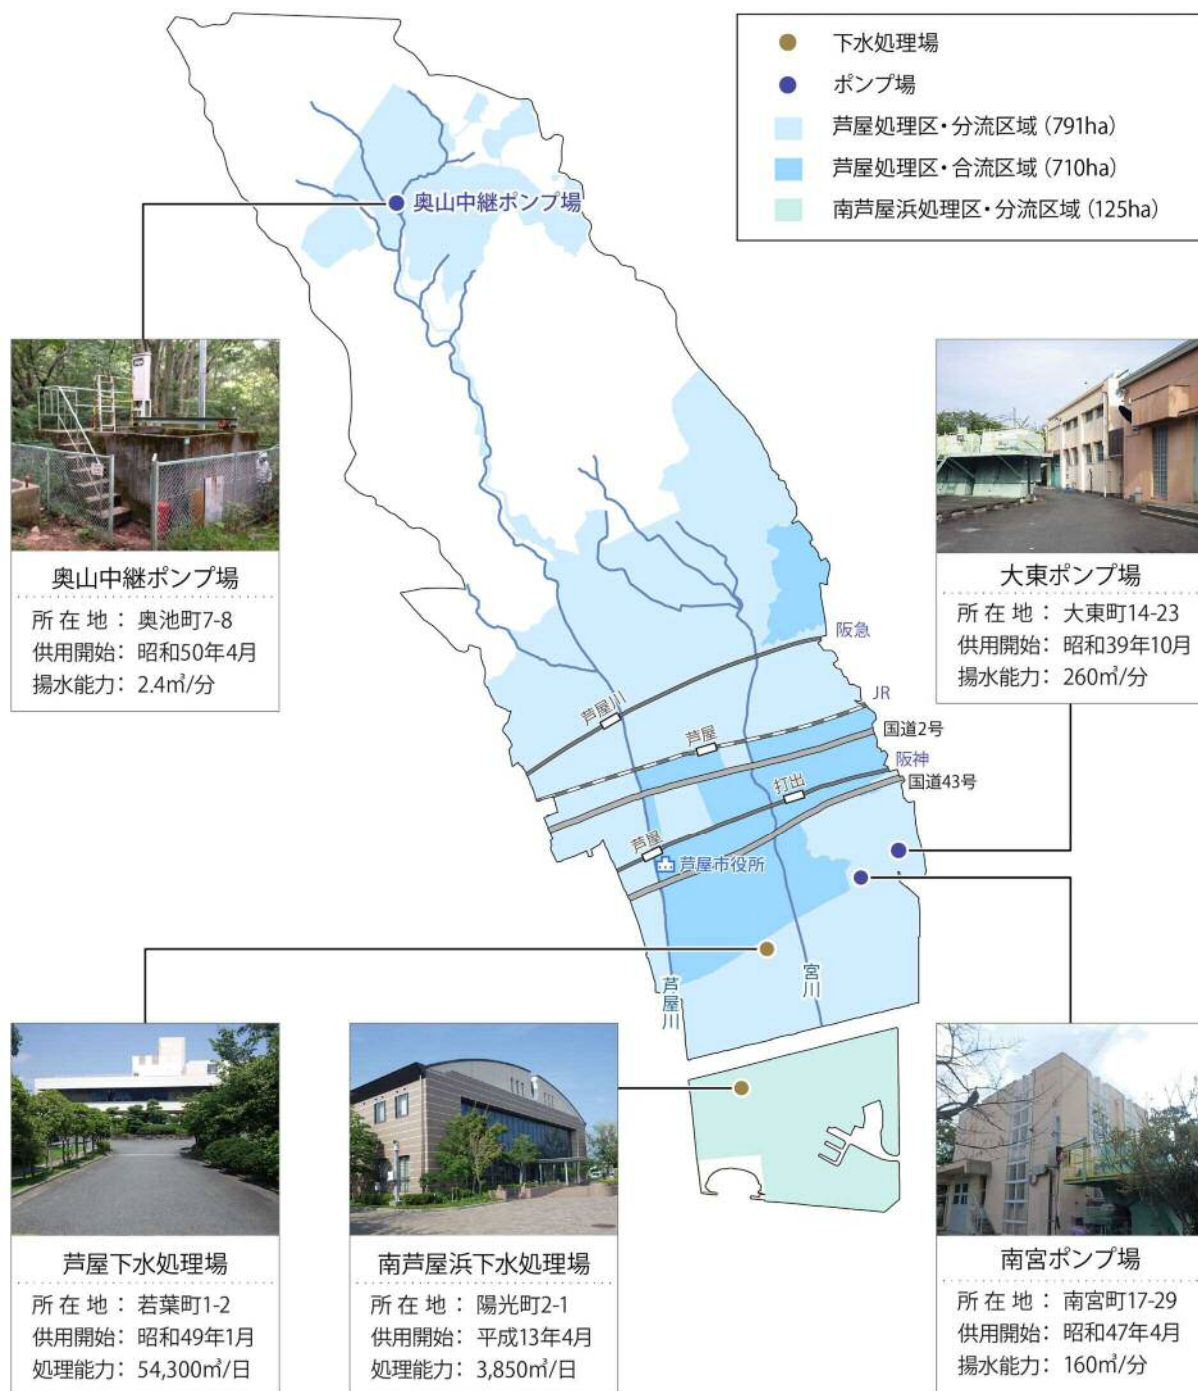 下水処理場
ポンプ場
芦屋処理区・分流区域 (791ha)
芦屋処理区・合流区域 (710ha)
南芦屋浜処理区・分流区域 (125ha)
奥山中継ポンプ場
奥山中継ポンプ場
所在地：奥池町7-8
供用開始：昭和50年4月
揚水能力：2.4㎥/分
大東ポンプ場
所在地：大東町14-23
供用開始：昭和39年10月
揚水能力：260㎥/分
阪急
芦屋川
JR
芦屋
国道2号
阪神
打出
国道43号
芦屋
芦屋市役所
芦屋川
宮川
芦屋下水処理場
所在地：若葉町1-2
供用開始：昭和49年1月
処理能力：54,300㎥/日
南芦屋浜下水処理場
所在地：陽光町2-1
供用開始：平成13年4月
処理能力：3,850㎥/日
南宮ポンプ場
所在地：南宮町17-29
供用開始：昭和47年4月
揚水能力：160㎥/分